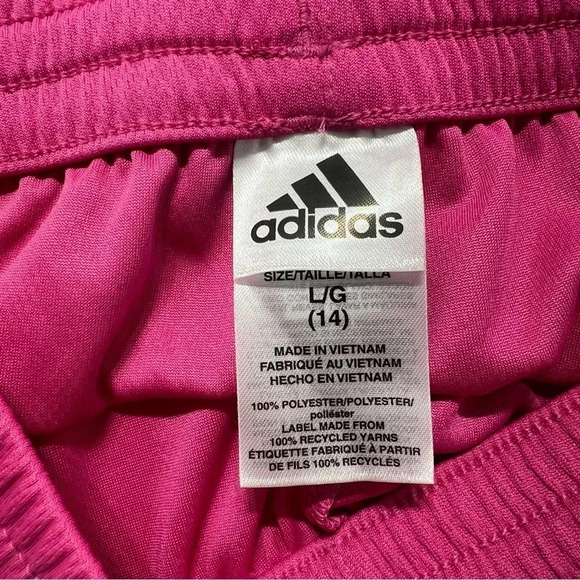 adidas
SIZE/TAILLE/TALLA
L/G
(14)
MADE IN VIETNAM
FABRIQUÉ AU VIETNAM
HECHO EN VIETNAM
100% POLYESTER/POLYESTER/
poliéster
LABEL MADE FROM
100% RECYCLED YARNS
ÉTIQUETTE FABRIQUÉ À PARTIR
DE FILS 100% RECYCLÉS